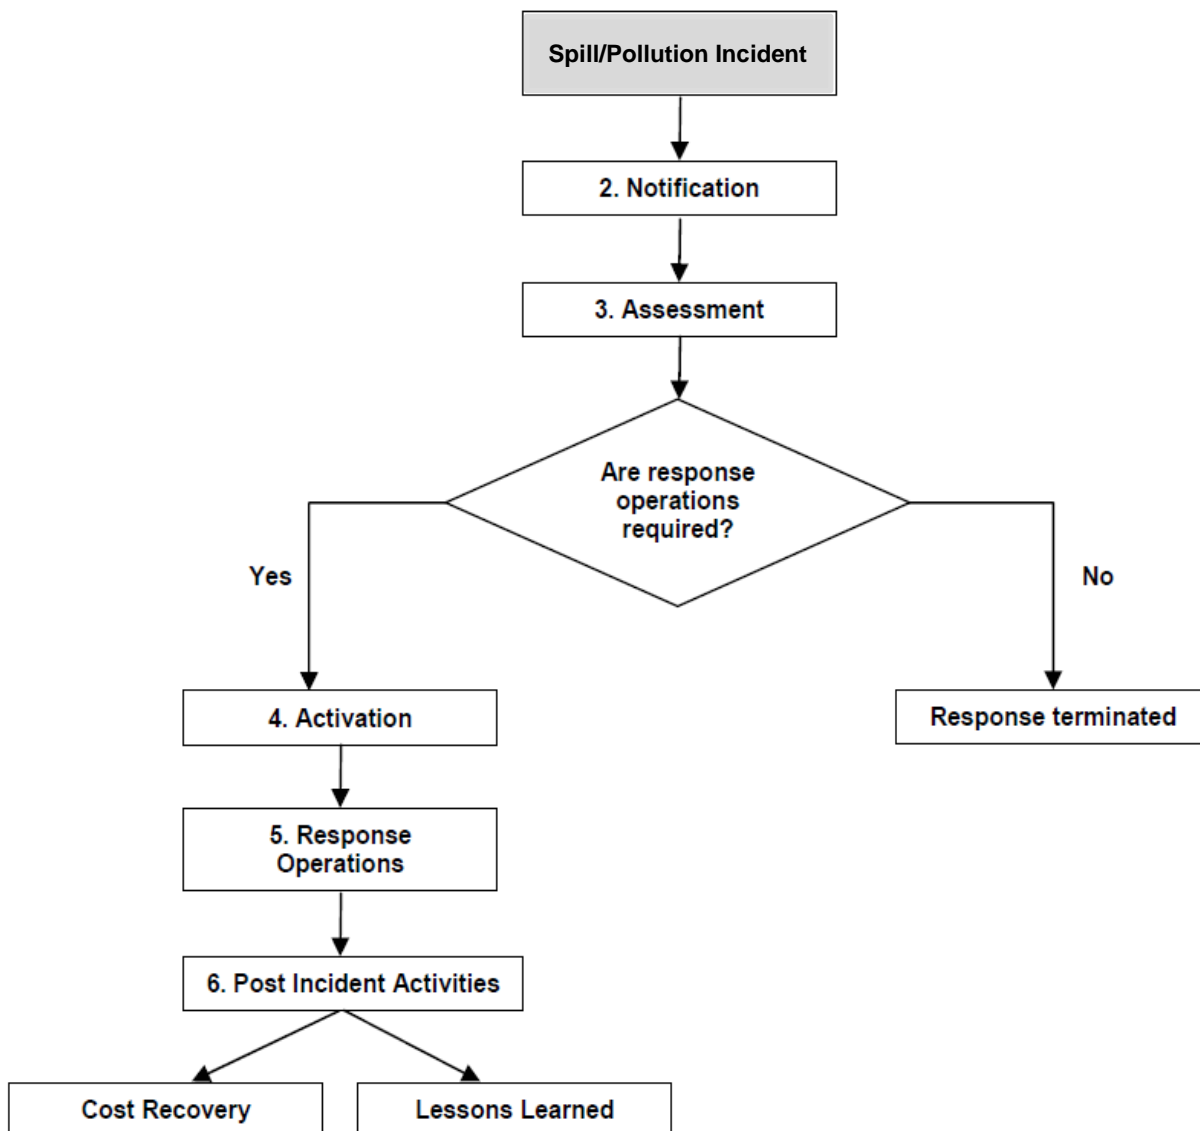 Spill/Pollution Incident
2. Notification
3. Assessment
Are response
operations
required?
Yes
No
4. Activation
Response terminated
5. Response
Operations
6. Post Incident Activities
Cost Recovery
Lessons Learned